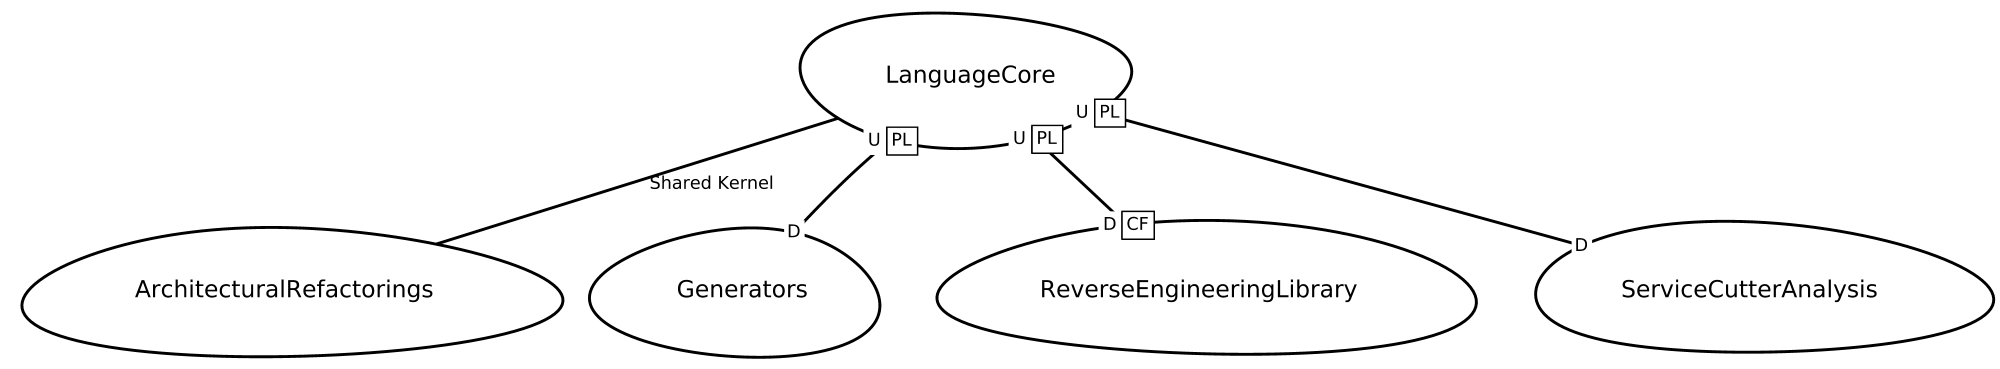 LanguageCore
U PL
U PL
U PL
Shared Kernel
D
D CF
D
ArchitecturalRefactorings
Generators
ReverseEngineeringLibrary
ServiceCutterAnalysis